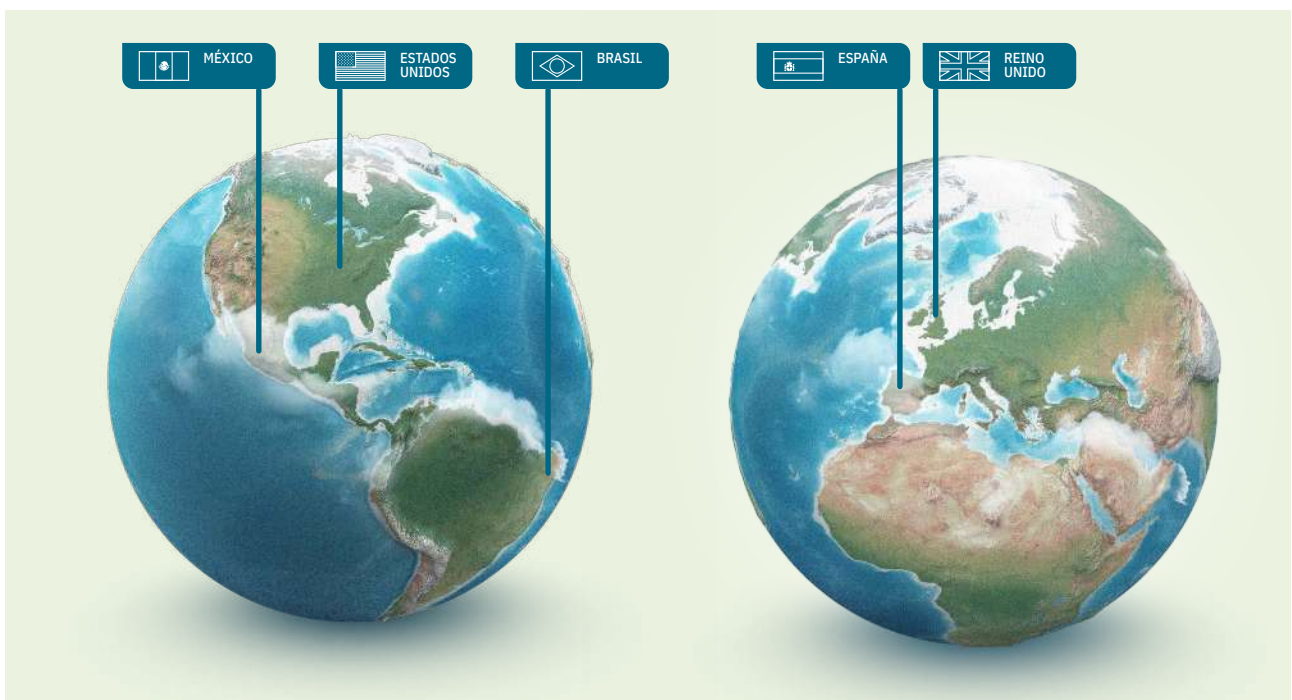 MÉXICO
ESTADOS
UNIDOS
BRASIL
ESPAÑA
REINO
UNIDO